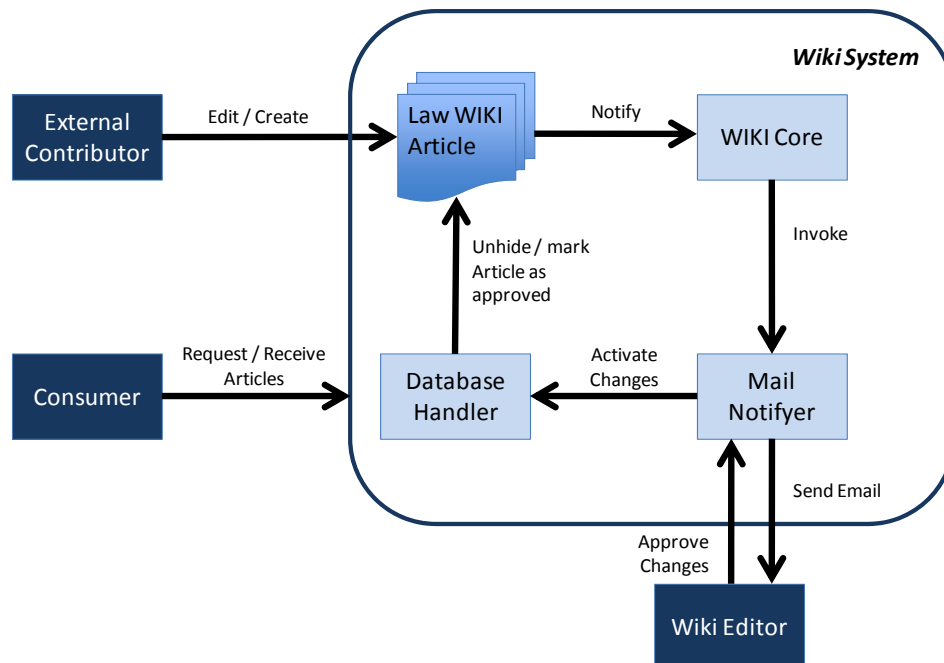 Wiki System
External
Contributor
Edit / Create
Law WIKI
Article
Notify
WIKI Core
Invoke
Unhide / mark
Article as
approved
Consumer
Request / Receive
Articles
Database
Handler
Activate
Changes
Mail
Notifyer
Send Email
Approve
Changes
Wiki Editor